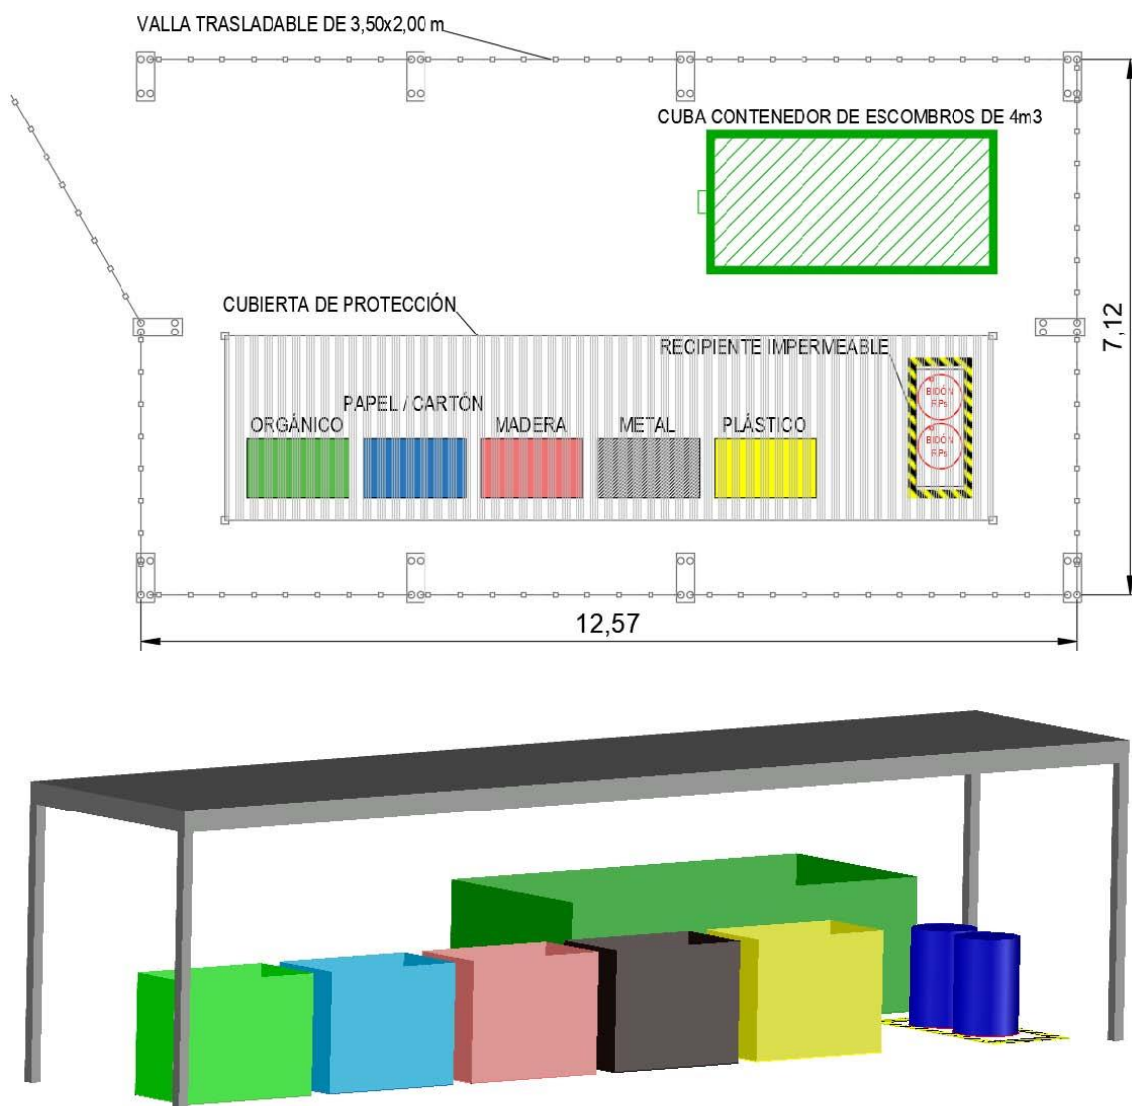 VALLA TRASLADABLE DE 3,50x2,00 m
CUBA CONTENEDOR DE ESCOMBROS DE 4m3
CUBIERTA DE PROTECCIÓN
7,12
RECIPIENTE IMPERMEABLE
BIDÓN
RPs
PAPEL / CARTÓN
ORGÁNICO
MADERA
METAL
PLÁSTICO
BIDÓN
RPs
12,57